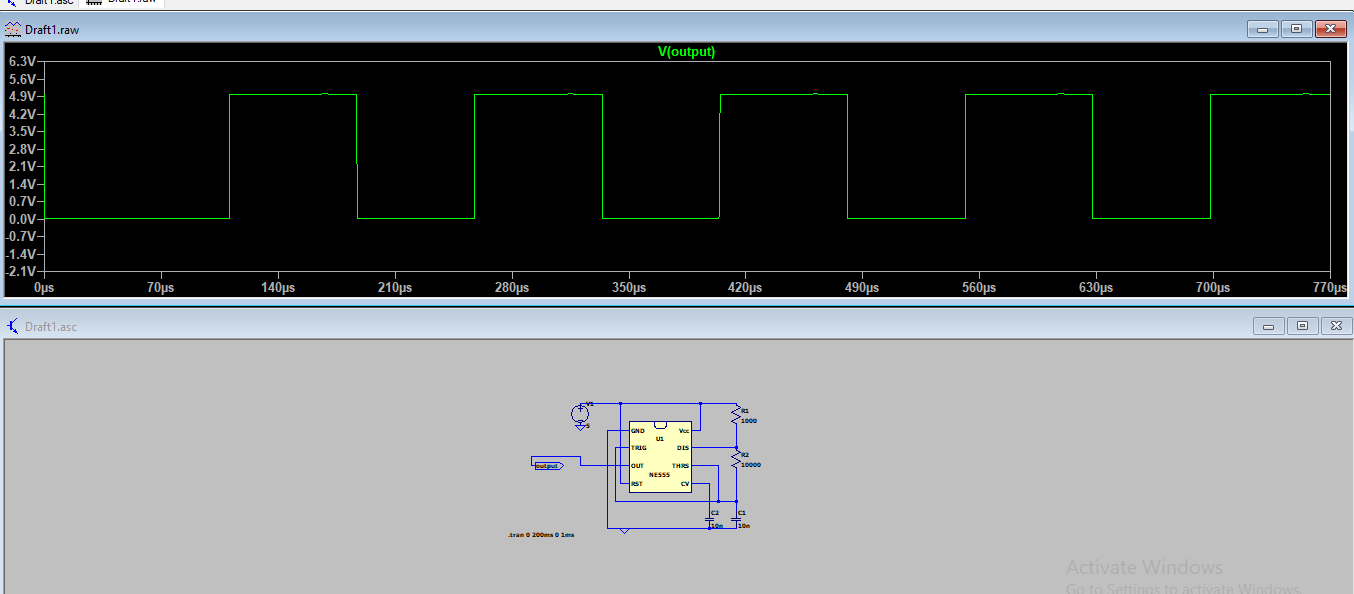 Draft1.asc Draft1.raw
Draft1.raw
V(output)
6.3V
5.6V
4.9V
4.2V
3.5V
2.8V
2.1V
1.4V
0.7V
0.0V
-0.7V
-1.4V
-2.1V
0µs 70µs 140µs 210µs 280µs 350µs 420µs 490µs 560µs 630µs 700µs 770µs
Draft1.asc
V1
5
R1
1000
GND Vcc
U1
TRIG DIS
R2
10000
output
OUT THRS
NE555
RST CV
C2 C1
10n 10n
.tran 0 200ms 0 1ms
Activate Windows
Go to Settings to activate Windows.